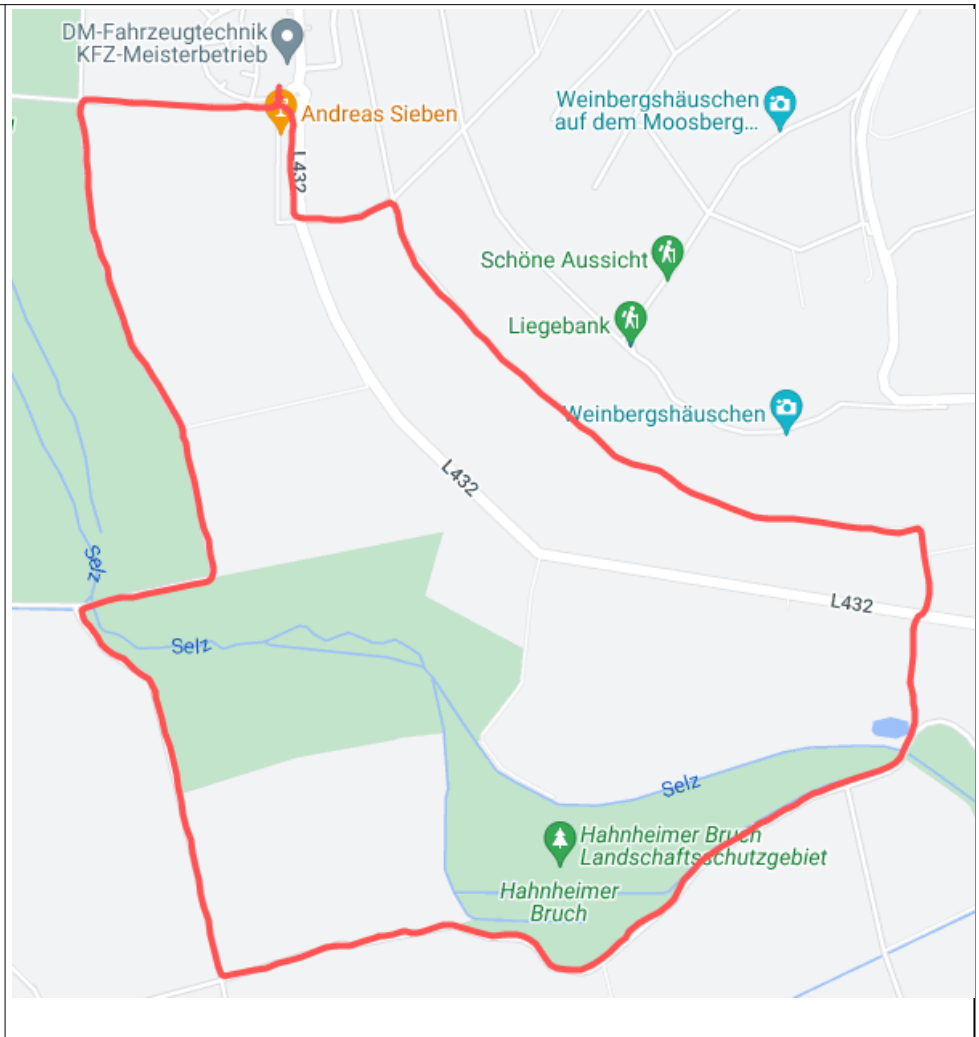 DM-Fahrzeugtechnik
KFZ-Meisterbetrieb
Andreas Sieben
Weinbergshäuschen
auf dem Moosberg...
L432
Schöne Aussicht
Liegebank
Weinbergshäuschen
L432
Selz
L432
Selz
Selz
Hahnheimer Bruch
Landschaftsschutzgebiet
Hahnheimer
Bruch